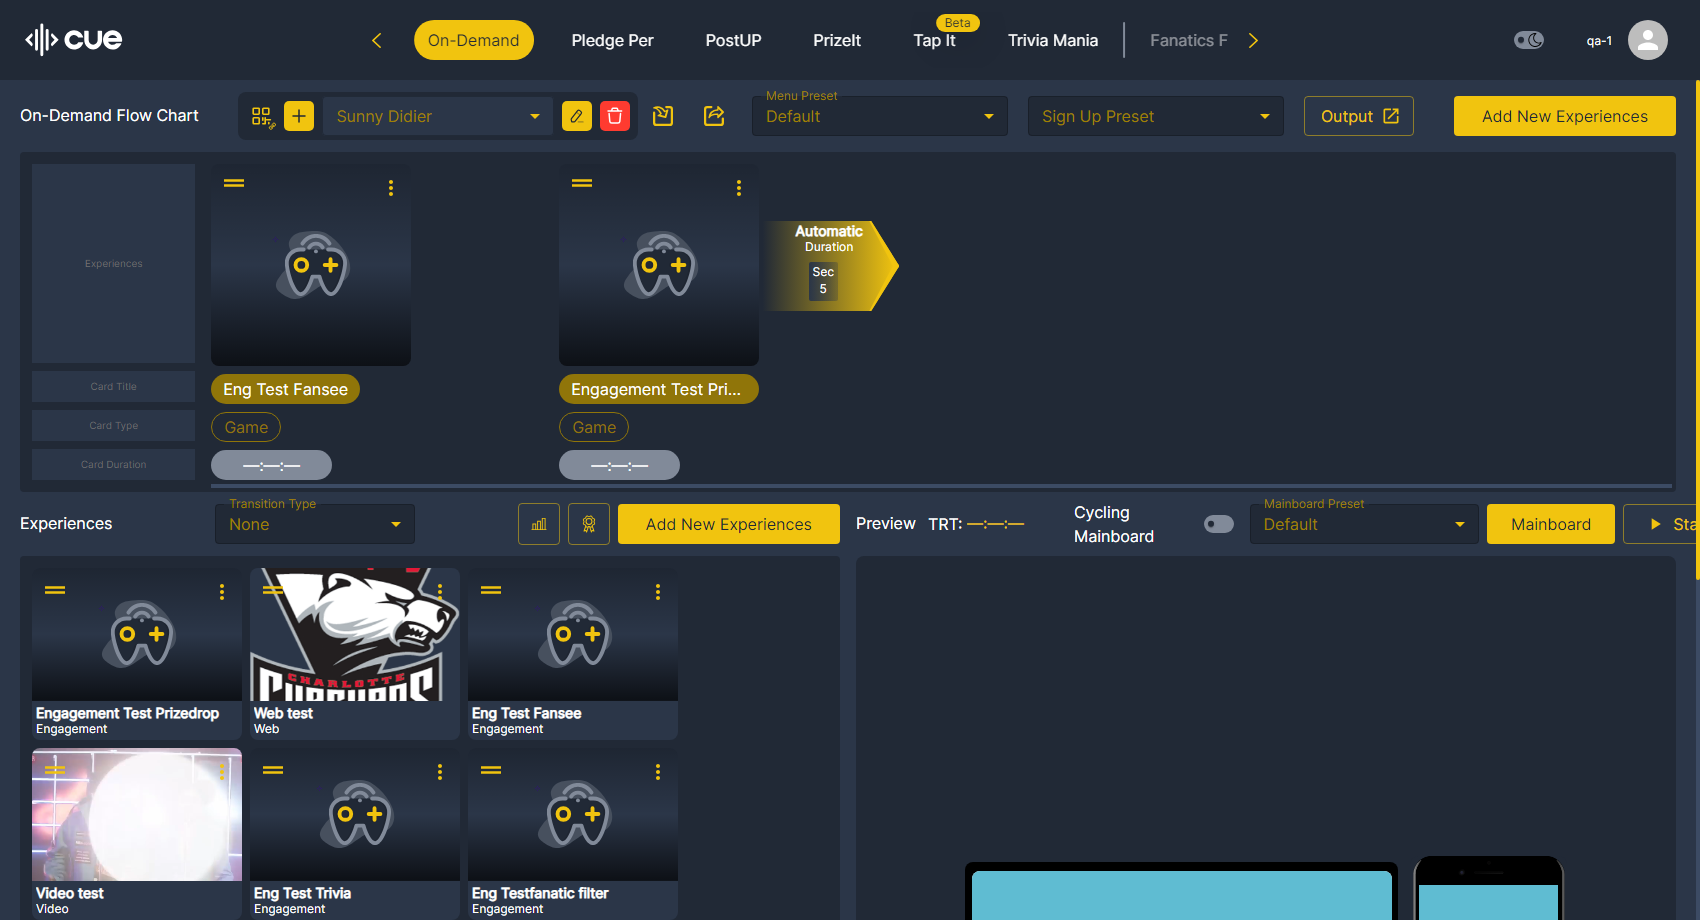 cue
On-Demand
Pledge Per
PostUP
PrizeIt
Tap It
Beta
Trivia Mania
Fanatics F
qa-1
On-Demand Flow Chart
Sunny Didier
Menu Preset
Default
Sign Up Preset
Output
Add New Experiences
Experiences
Automatic
Duration
Sec
5
Card Title
Eng Test Fansee
Engagement Test Pri...
Card Type
Game
Game
Card Duration
—:—:—
—:—:—
Experiences
Transition Type
None
Add New Experiences
Preview
TRT: —:—:—
Cycling
Mainboard
Mainboard Preset
Default
Mainboard
Sta
CHARLOTTE
Engagement Test Prizedrop
Engagement
Web test
Web
Eng Test Fansee
Engagement
Video test
Video
Eng Test Trivia
Engagement
Eng Testfanatic filter
Engagement